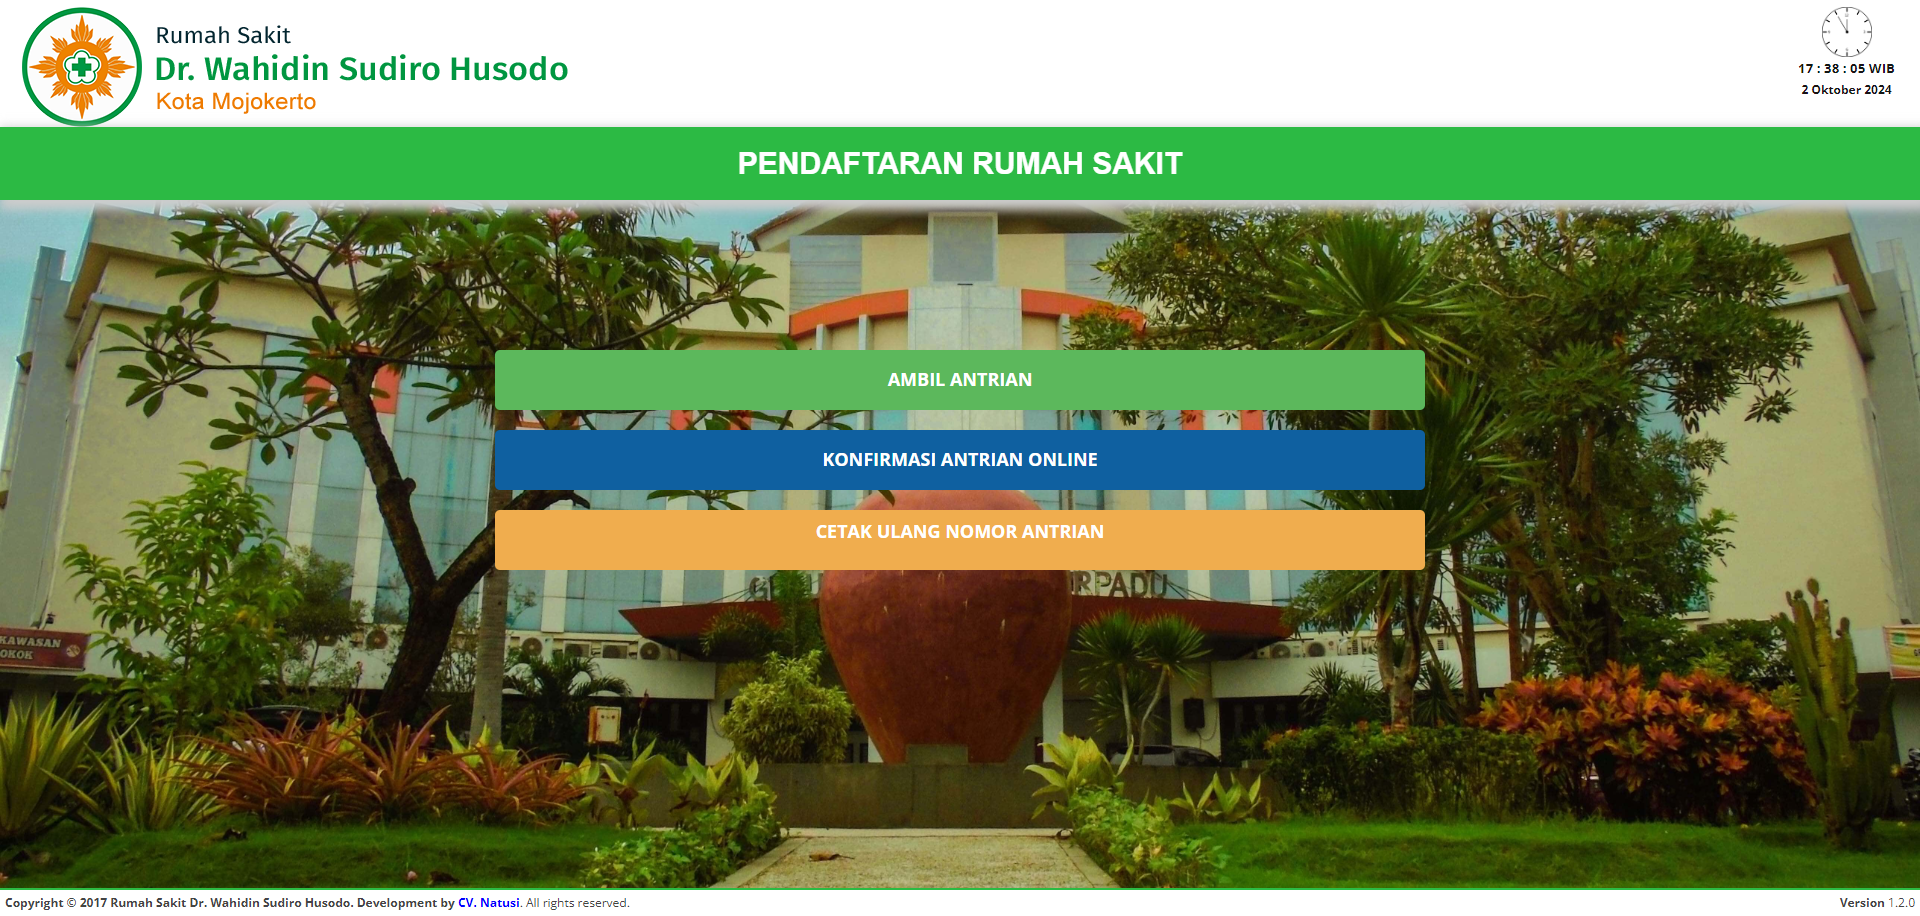 Rumah Sakit
Dr. Wahidin Sudiro Husodo
Kota Mojokerto
17 : 38 : 05 WIB
2 Oktober 2024
PENDAFTARAN RUMAH SAKIT
AMBIL ANTRIAN
KONFIRMASI ANTRIAN ONLINE
CETAK ULANG NOMOR ANTRIAN
RPADU
KAWASAN
OKOK
Copyright © 2017 Rumah Sakit Dr. Wahidin Sudiro Husodo. Development by CV. Natusi. All rights reserved.
Version 1.2.0